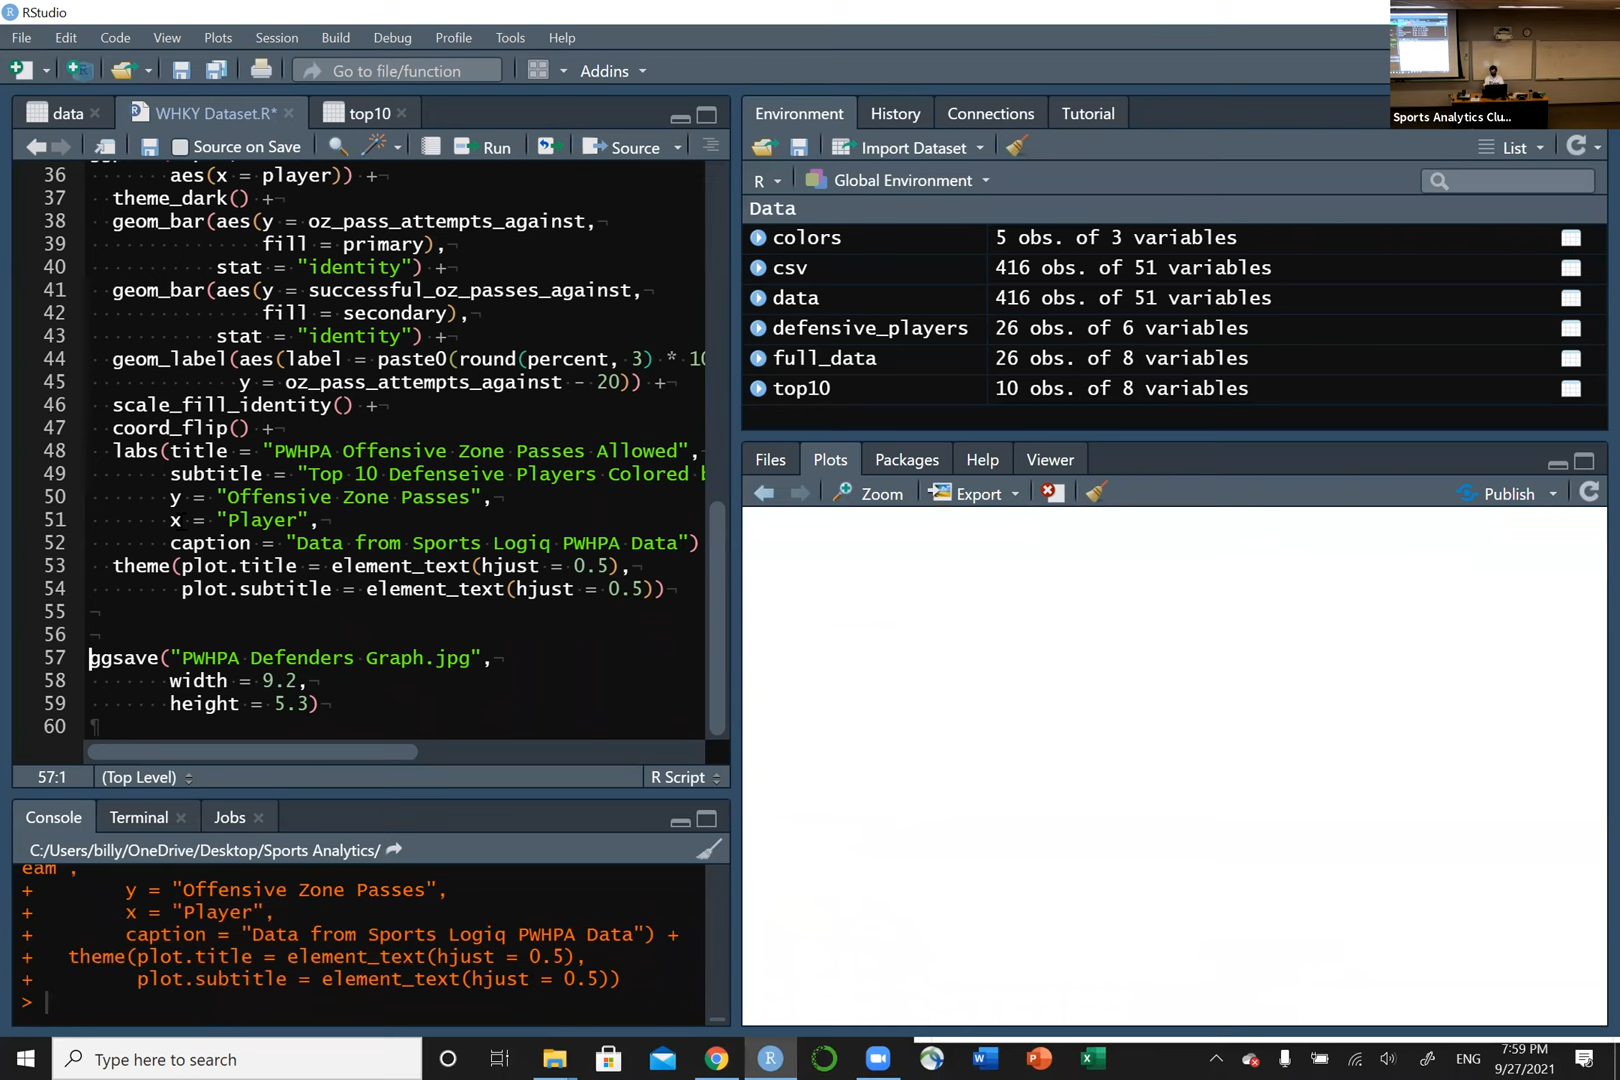 RStudio
File Edit Code View Plots Session Build Debug Profile Tools Help
Go to file/function Addins
Sports Analytics Clu...
data WHKY Dataset.R* top10
Source on Save Run Source
36 aes(x = player)) +
37 theme_dark() +
38 geom_bar(aes(y = oz_pass_attempts_against,
39 fill = primary),
40 stat = "identity") +
41 geom_bar(aes(y = successful_oz_passes_against,
42 fill = secondary),
43 stat = "identity") +
44 geom_label(aes(label = paste0(round(percent, 3) * 10
45 y = oz_pass_attempts_against - 20)) +
46 scale_fill_identity() +
47 coord_flip() +
48 labs(title = "PWHPA Offensive Zone Passes Allowed",
49 subtitle = "Top 10 Defenseive Players Colored b
50 y = "Offensive Zone Passes",
51 x = "Player",
52 caption = "Data from Sports Logiq PWHPA Data")
53 theme(plot.title = element_text(hjust = 0.5),
54 plot.subtitle = element_text(hjust = 0.5))
55
56
57 ggsave("PWHPA Defenders Graph.jpg",
58 width = 9.2,
59 height = 5.3)
60
57:1 (Top Level) R Script
Console Terminal Jobs
C:/Users/billy/OneDrive/Desktop/Sports Analytics/
eam",
+ y = "Offensive Zone Passes",
+ x = "Player",
+ caption = "Data from Sports Logiq PWHPA Data") +
+ theme(plot.title = element_text(hjust = 0.5),
+ plot.subtitle = element_text(hjust = 0.5))
>
Environment History Connections Tutorial
Import Dataset List
R Global Environment
Data
colors 5 obs. of 3 variables
csv 416 obs. of 51 variables
data 416 obs. of 51 variables
defensive_players 26 obs. of 6 variables
full_data 26 obs. of 8 variables
top10 10 obs. of 8 variables
Files Plots Packages Help Viewer
Zoom Export Publish
Type here to search
ENG
7:59 PM
9/27/2021